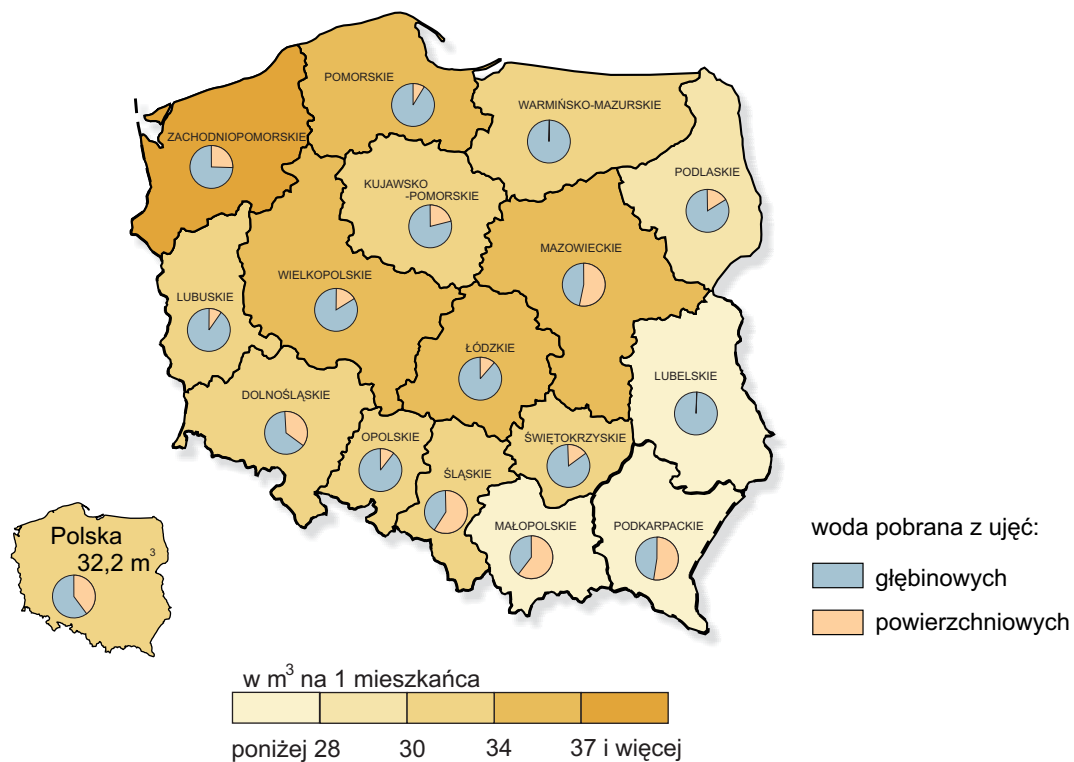 POMORSKIE
WARMIŃSKO-MAZURSKIE
ZACHODNIOPOMORSKIE
PODLASKIE
KUJAWSKO
-POMORSKIE
MAZOWIECKIE
WIELKOPOLSKIE
LUBUSKIE
ŁÓDZKIE
LUBELSKIE
DOLNOŚLĄSKIE
OPOLSKIE
ŚWIĘTOKRZYSKIE
ŚLĄSKIE
MAŁOPOLSKIE
PODKARPACKIE
Polska
32,2 m³
woda pobrana z ujęć:
głębinowych
powierzchniowych
w m³ na 1 mieszkańca
poniżej 28 30 34 37 i więcej